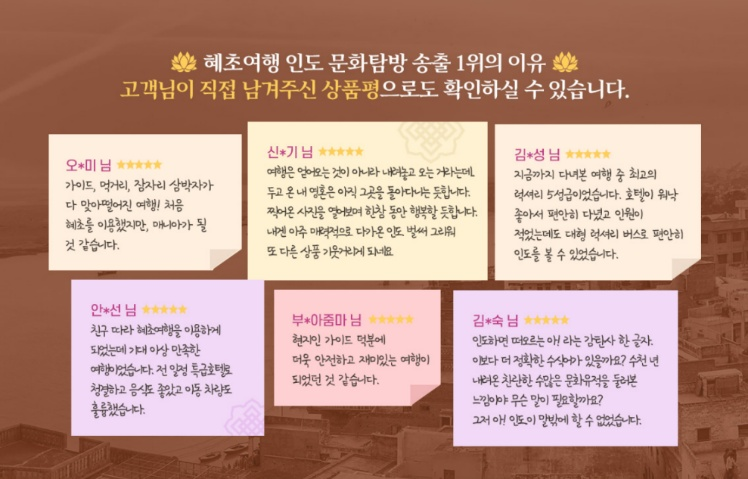 혜초여행 인도 문화탐방 송출 1위의 이유
고객님이 직접 남겨주신 상품평으로도 확인하실 수 있습니다.
오*미 님 ★★★★★
가이드, 먹거리, 잠자리 삼박자가
다 맞아떨어진 여행! 처음
혜초를 이용했지만, 매니아가 될
것 같습니다.
신*기 님 ★★★★★
여행은 얻어오는 것이 아니라 내려놓고 오는 거라는데.
두고 온 내 영혼은 아직 그곳을 돌아다니는 듯합니다.
찍어온 사진을 열어보며 한참 동안 행복할 듯합니다.
내겐 아주 매력적으로 다가온 인도 벌써 그리워
또 다른 상품 기웃거리게 되네요
김*성 님 ★★★★★
지금까지 다녀본 여행 중 최고의
럭셔리 5성급이었습니다. 호텔이 워낙
좋아서 편안히 다녔고 인원이
적었는데도 대형 럭셔리 버스로 편안히
인도를 볼 수 있었습니다.
안*선 님 ★★★★★
친구 따라 혜초여행을 이용하게
되었는데 기대 이상 만족한
여행이었습니다. 전 일정 특급호텔로
청결하고 음식도 좋았고 이동 차량도
훌륭했습니다.
부*아줌마 님 ★★★★★
현지인 가이드 덕분에
더욱 안전하고 재미있는 여행이
되었던 것 같습니다.
김*숙 님 ★★★★★
인도하면 떠오르는 아! 라는 감탄사 한 글자.
이보다 더 정확한 수식어가 있을까요? 수천 년
내려온 찬란한 수많은 문화유적을 둘러본
느낌이야 무슨 말이 필요할까요?
그저 아! 인도이 말밖에 할 수 없었습니다.